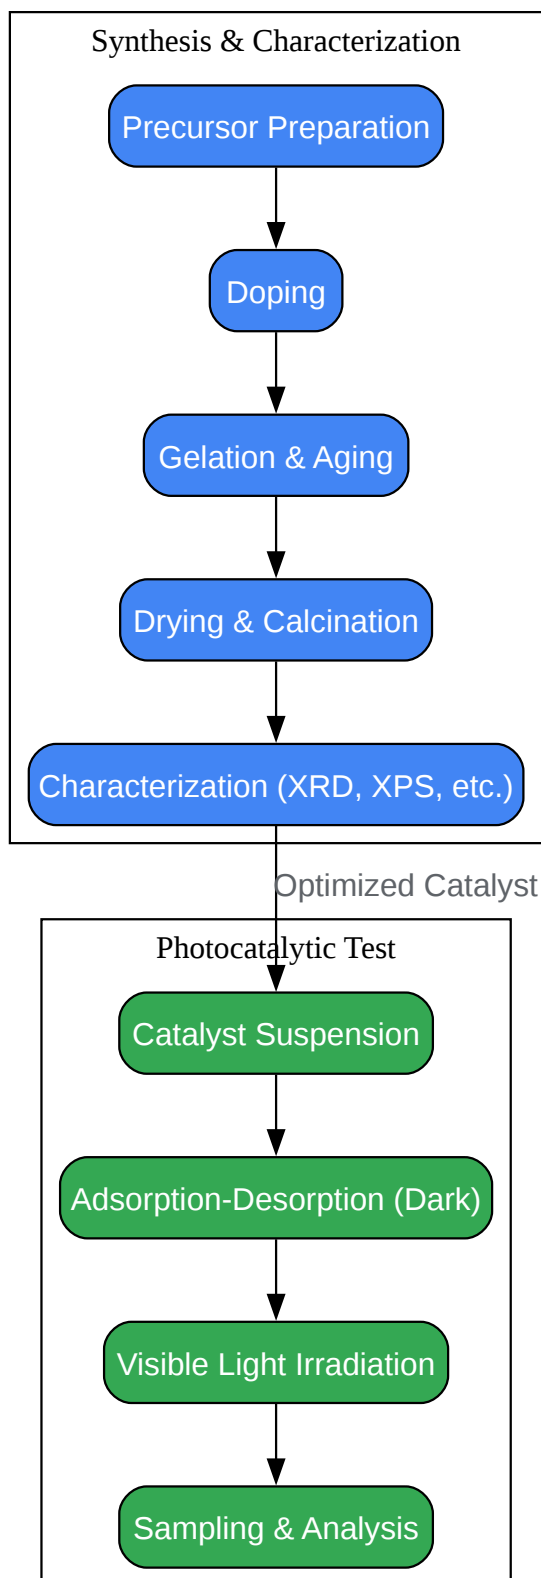 Synthesis & Characterization
Precursor Preparation
Doping
Gelation & Aging
Drying & Calcination
Characterization (XRD, XPS, etc.)
Optimized Catalyst
Photocatalytic Test
Catalyst Suspension
Adsorption-Desorption (Dark)
Visible Light Irradiation
Sampling & Analysis